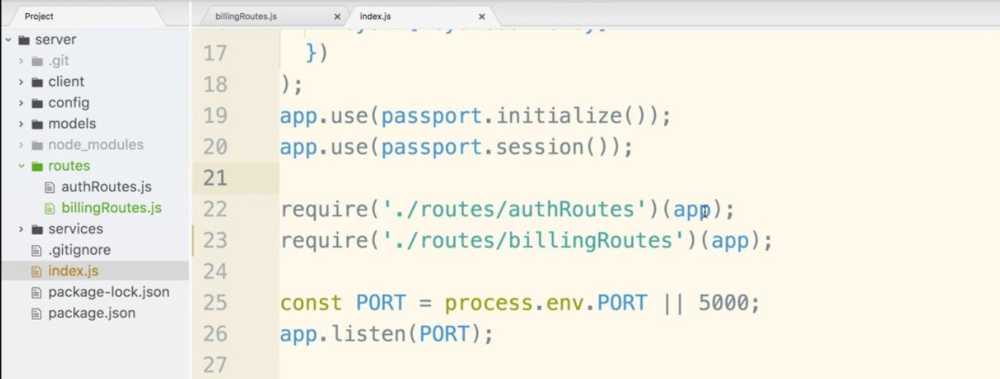 Project
billingRoutes.js
index.js
server
.git
client
config
models
node_modules
routes
authRoutes.js
billingRoutes.js
services
.gitignore
index.js
package-lock.json
package.json
17 })
18 );
19 app.use(passport.initialize());
20 app.use(passport.session());
21
22 require('./routes/authRoutes')(app);
23 require('./routes/billingRoutes')(app);
24
25 const PORT = process.env.PORT || 5000;
26 app.listen(PORT);
27